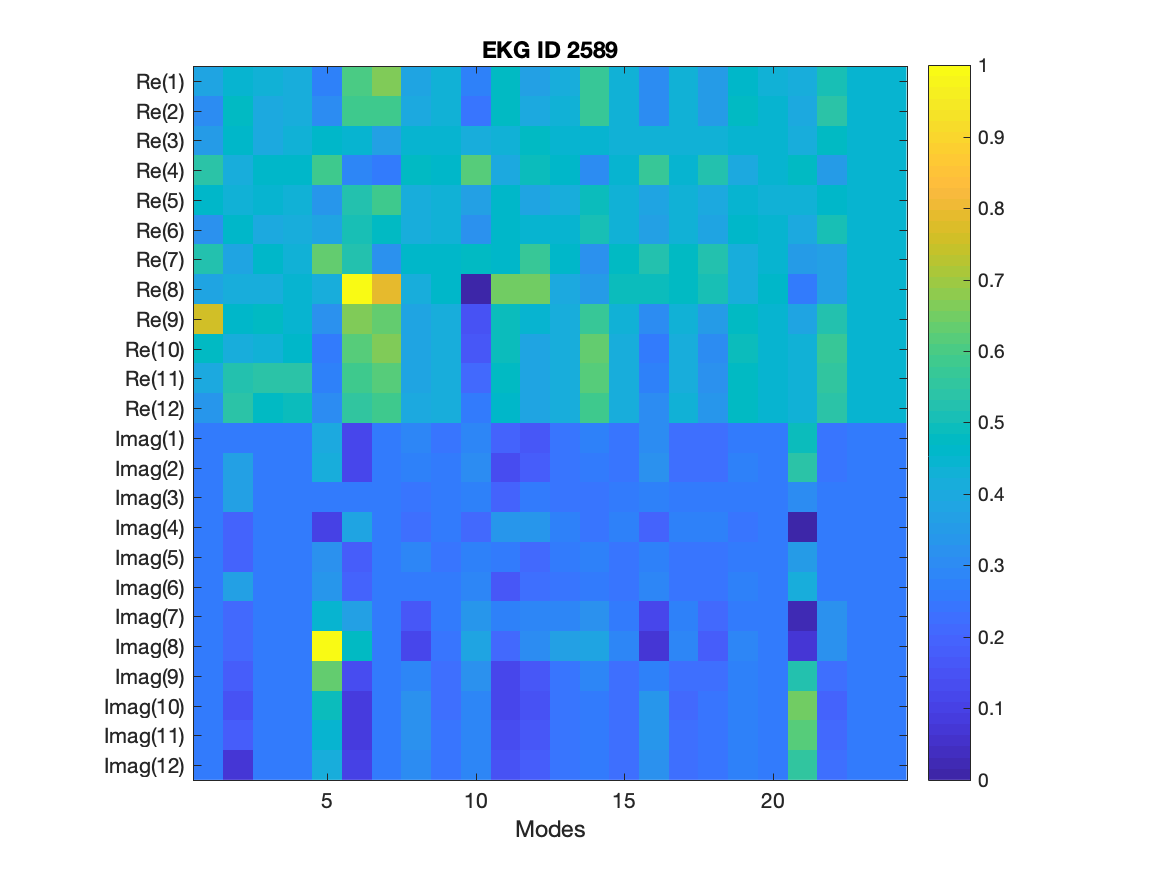 EKG ID 2589
Re(1)
Re(2)
Re(3)
Re(4)
Re(5)
Re(6)
Re(7)
Re(8)
Re(9)
Re(10)
Re(11)
Re(12)
Imag(1)
Imag(2)
Imag(3)
Imag(4)
Imag(5)
Imag(6)
Imag(7)
Imag(8)
Imag(9)
Imag(10)
Imag(11)
Imag(12)
5 10 15 20
Modes
1
0.9
0.8
0.7
0.6
0.5
0.4
0.3
0.2
0.1
0